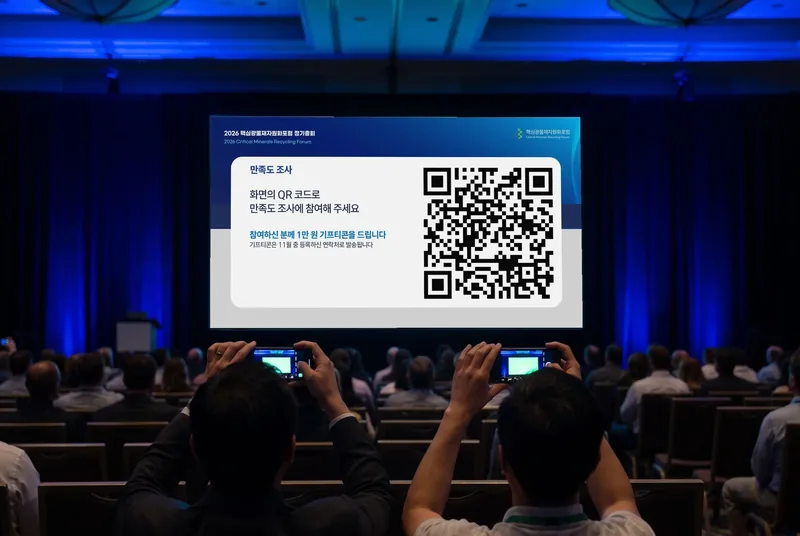 2026 핵심광물재자원화포럼 정기총회
2026 Critical Minerals Recycling Forum
핵심광물재자원화포럼
Critical Minerals Recycling Forum
만족도 조사
화면의 QR 코드로
만족도 조사에 참여해 주세요
참여하신 분께 1만 원 기프티콘을 드립니다
기프티콘은 11월 중 등록하신 연락처로 발송됩니다